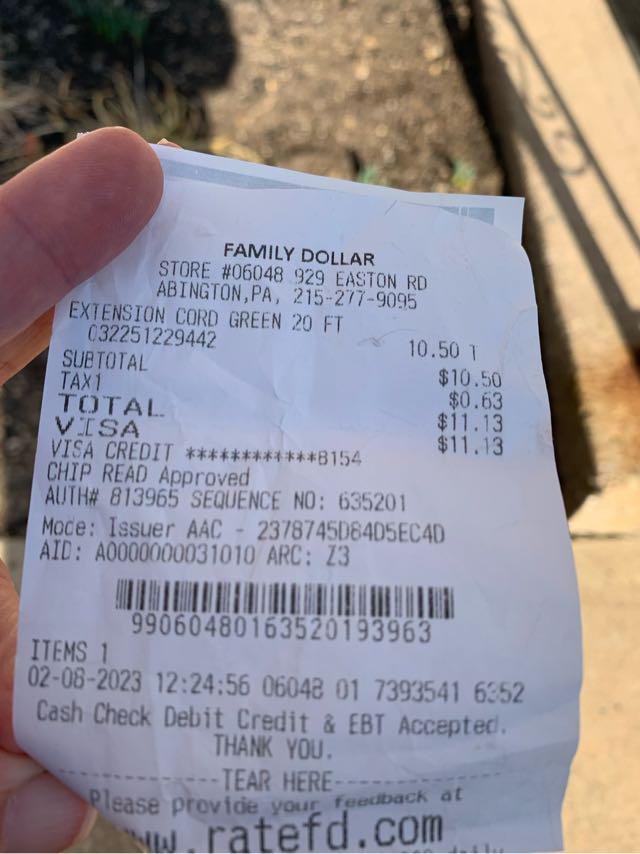 FAMILY DOLLAR
STORE #06048 929 EASTON RD
ABINGTON,PA, 215-277-9095
EXTENSION CORD GREEN 20 FT
032251229442 10.50 T
SUBTOTAL $10.50
TAX1 $0.63
TOTAL $11.13
VISA $11.13
VISA CREDIT ************8154
CHIP READ Approved
AUTH# 813965 SEQUENCE NO: 635201
Mode: Issuer AAC - 2378745D84D5EC4D
AID: A0000000031010 ARC: Z3
99060480163520193963
ITEMS 1
02-08-2023 12:24:56 06048 01 7393541 6352
Cash Check Debit Credit & EBT Accepted.
THANK YOU.
---------------TEAR HERE---------------
Please provide your feedback at
www.ratefd.com